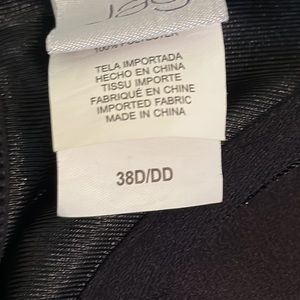 100% POLYESTER
TELA IMPORTADA
HECHO EN CHINA
TISSU IMPORTE
FABRIQUÉ EN CHINE
IMPORTED FABRIC
MADE IN CHINA
38D/DD